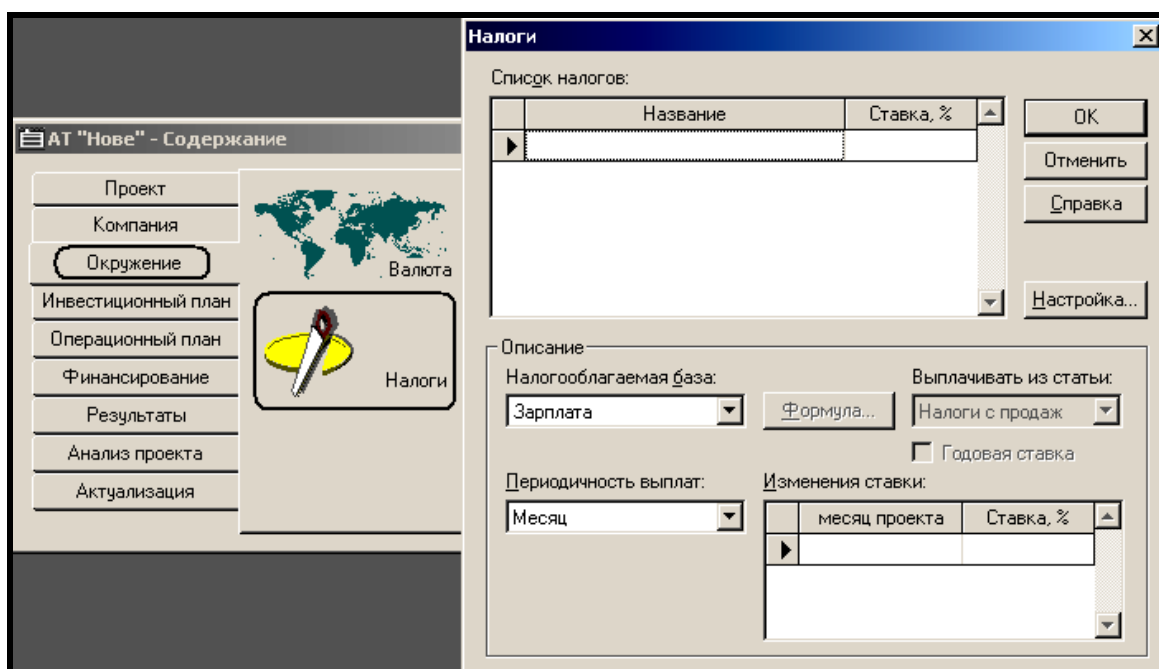 АТ "Нове" - Содержание
Проект
Компания
Окружение
Инвестиционный план
Операционный план
Финансирование
Результаты
Анализ проекта
Актуализация
Валюта
Налоги
Налоги
Список налогов:
Название Ставка, %
OK
Отменить
Справка
Настройка...
Описание
Налогооблагаемая база:
Зарплата
Формула...
Выплачивать из статьи:
Налоги с продаж
Годовая ставка
Периодичность выплат:
Месяц
Изменения ставки:
месяц проекта Ставка, %